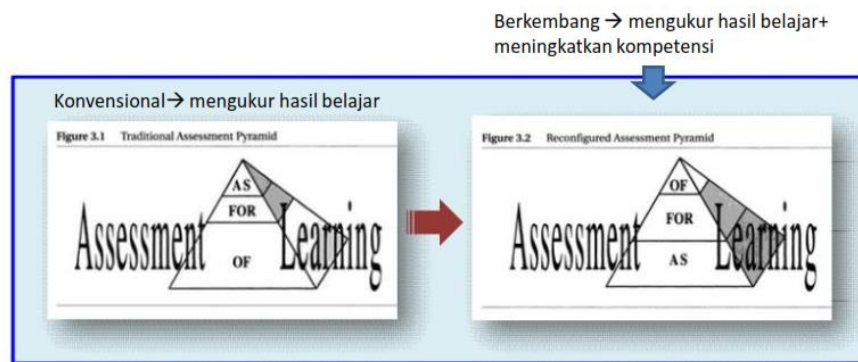 Berkembang → mengukur hasil belajar+
meningkatkan kompetensi
Konvensional → mengukur hasil belajar
Figure 3.1 Traditional Assessment Pyramid
AS
FOR
Assessment Learning
OF
Figure 3.2 Reconfigured Assessment Pyramid
OF
FOR
Assessment Learning
AS